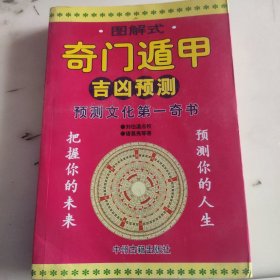 图解式
奇门遁甲
吉凶预测
预测文化第一奇书
把握你的未来
预测你的人生
中州古籍出版社